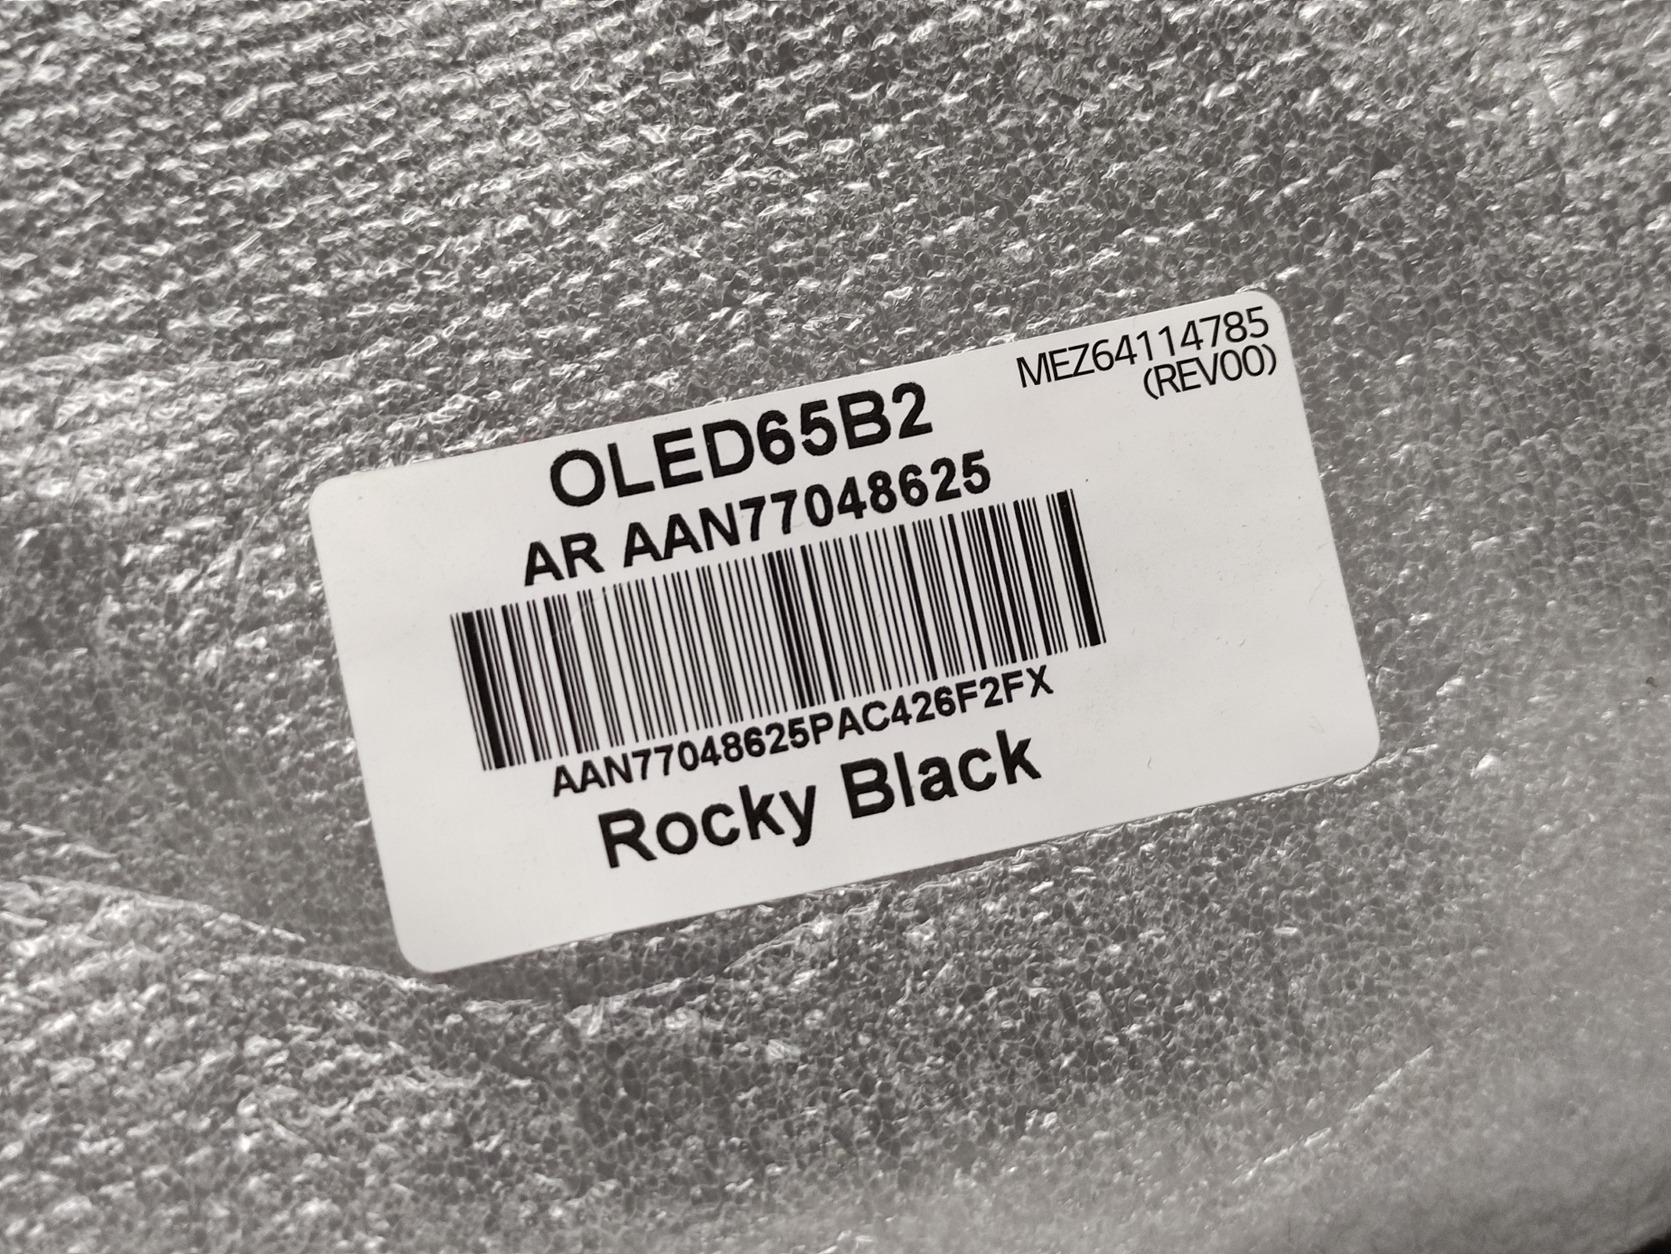 MEZ64114785
(REV00)
OLED65B2
AR AAN77048625
AAN77048625PAC426F2FX
Rocky Black